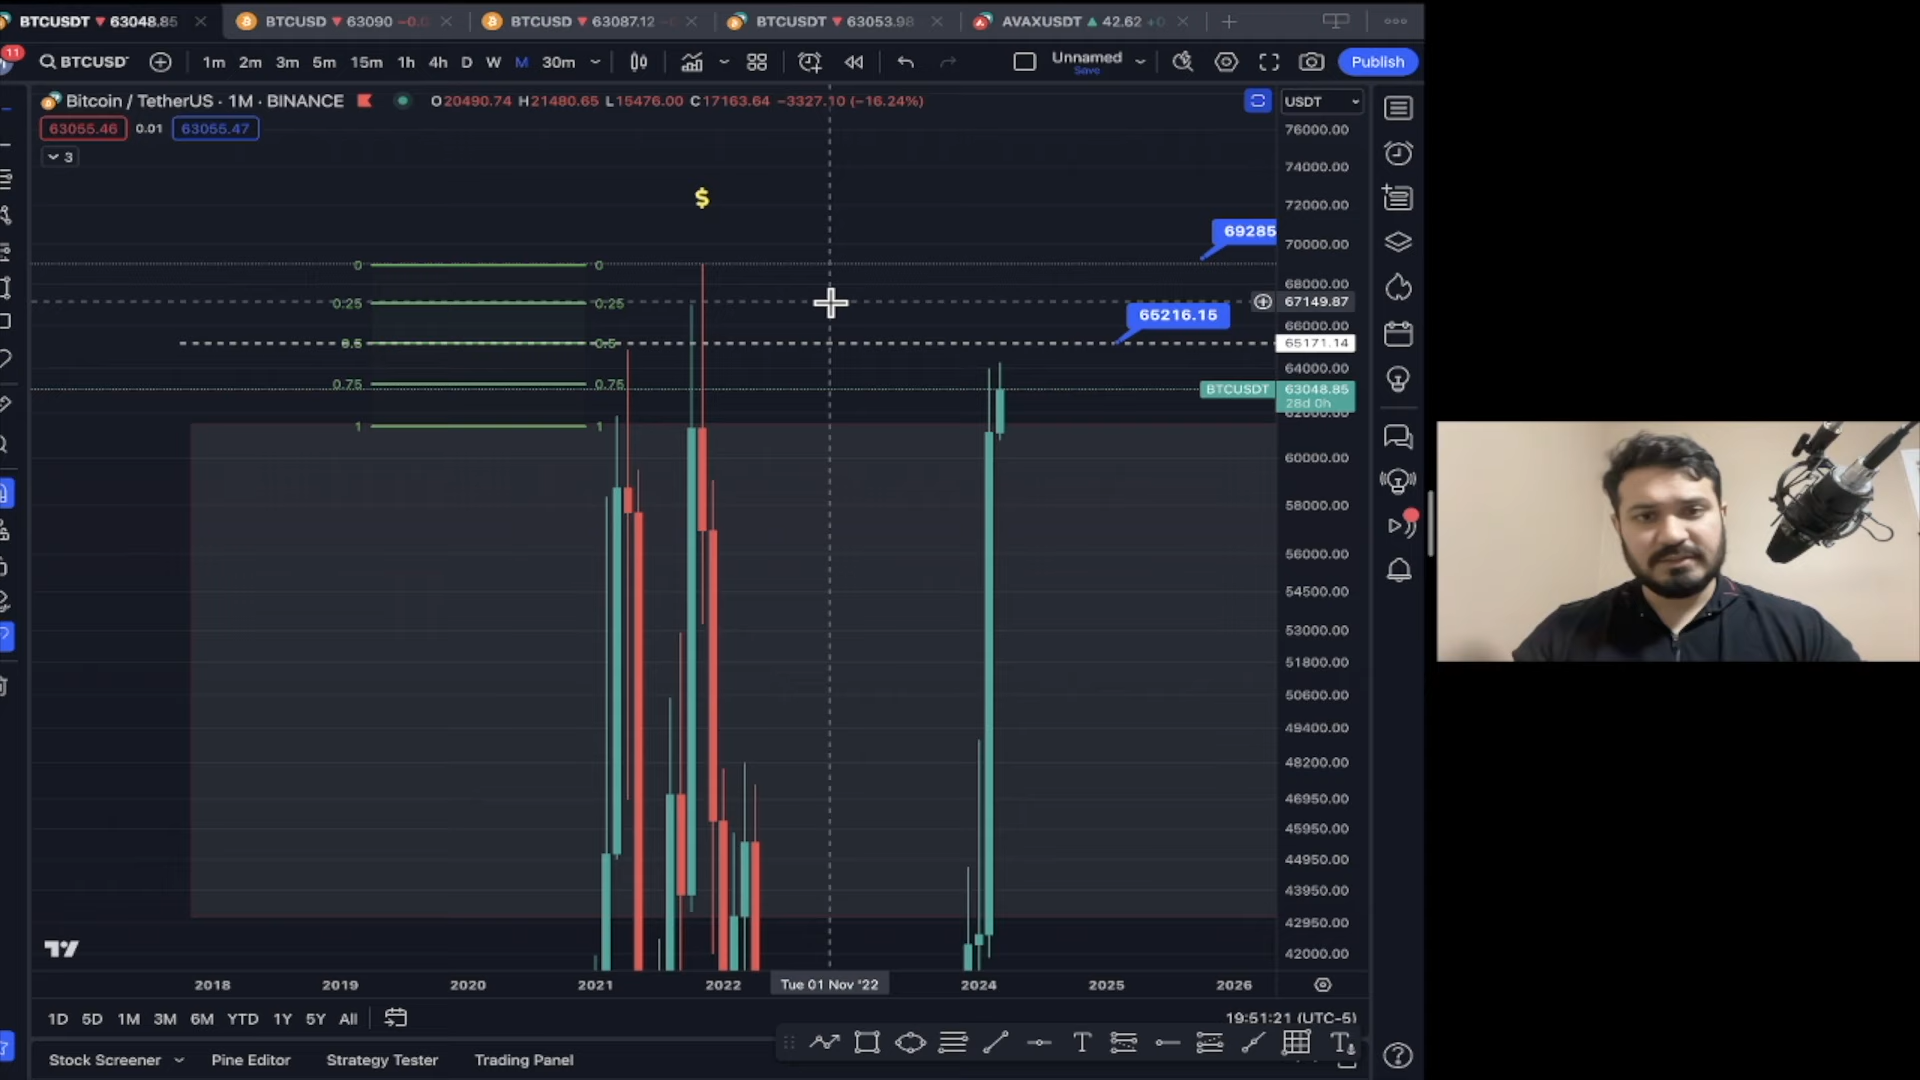 BTCUSDT ▼ 63048.85
BTCUSD ▼ 63090 −0.0
BTCUSD ▼ 63087.12
BTCUSDT ▼ 63053.98
AVAXUSDT ▲ 42.62 +0
11
BTCUSD
1m 2m 3m 5m 15m 1h 4h D W M 30m
Unnamed
Save
Publish
Bitcoin / TetherUS · 1M · BINANCE
O20490.74 H21480.65 L15476.00 C17163.64 −3327.10 (−16.24%)
USDT
63055.46 0.01 63055.47
3
76000.00
74000.00
$
72000.00
69285
70000.00
0 0
68000.00
0.25 0.25
67149.87
65216.15
66000.00
0.5 0.5
65171.14
64000.00
0.75 0.75
BTCUSDT 63048.85
28d 0h
62000.00
1 1
60000.00
58000.00
56000.00
54500.00
53000.00
51800.00
50600.00
49400.00
48200.00
46950.00
45950.00
44950.00
43950.00
42950.00
42000.00
2018 2019 2020 2021 2022 Tue 01 Nov '22 2024 2025 2026
1D 5D 1M 3M 6M YTD 1Y 5Y All
19:51:21 (UTC-5)
Stock Screener Pine Editor Strategy Tester Trading Panel